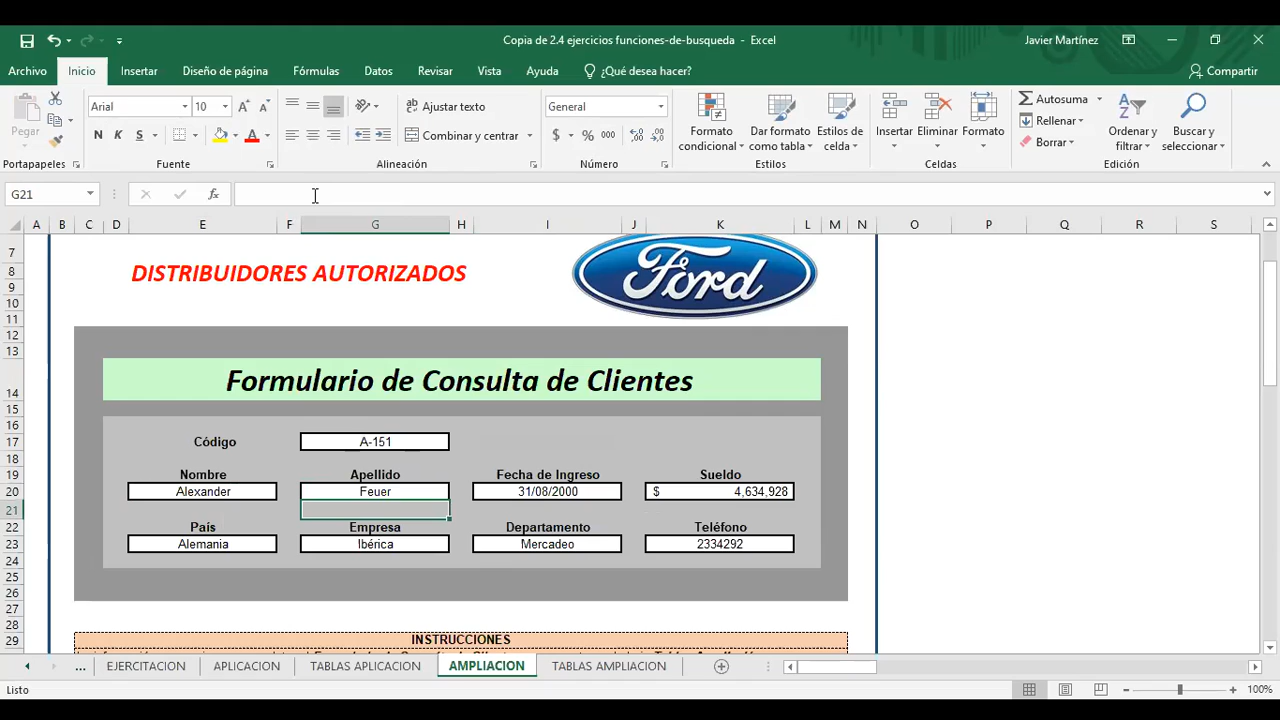 Copia de 2.4 ejercicios funciones-de-busqueda - Excel
Javier Martínez
Archivo Inicio Insertar Diseño de página Fórmulas Datos Revisar Vista Ayuda ¿Qué desea hacer? Compartir
Pegar
Arial 10
N K S
Ajustar texto
Combinar y centrar
General
$ % 000
Formato condicional
Dar formato como tabla
Estilos de celda
Insertar Eliminar Formato
Autosuma
Rellenar
Borrar
Ordenar y filtrar
Buscar y seleccionar
Portapapeles Fuente Alineación Número Estilos Celdas Edición
G21 fx
A B C D E F G H I J K L M N O P Q R S
7
8 DISTRIBUIDORES AUTORIZADOS Ford
9
10
11
12
13
14 Formulario de Consulta de Clientes
15
16
17 Código A-151
18
19 Nombre Apellido Fecha de Ingreso Sueldo
20 Alexander Feuer 31/08/2000 $ 4,634,928
21
22 País Empresa Departamento Teléfono
23 Alemania Ibérica Mercadeo 2334292
24
25
26
27
28
29 INSTRUCCIONES
... EJERCITACION APLICACION TABLAS APLICACION AMPLIACION TABLAS AMPLIACION
Listo 100%